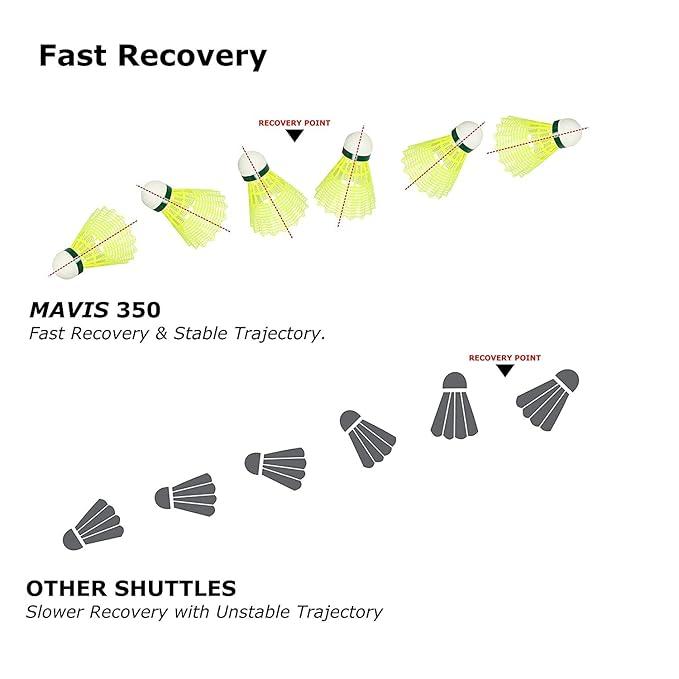 Fast Recovery
RECOVERY POINT
MAVIS 350
Fast Recovery & Stable Trajectory.
RECOVERY POINT
OTHER SHUTTLES
Slower Recovery with Unstable Trajectory